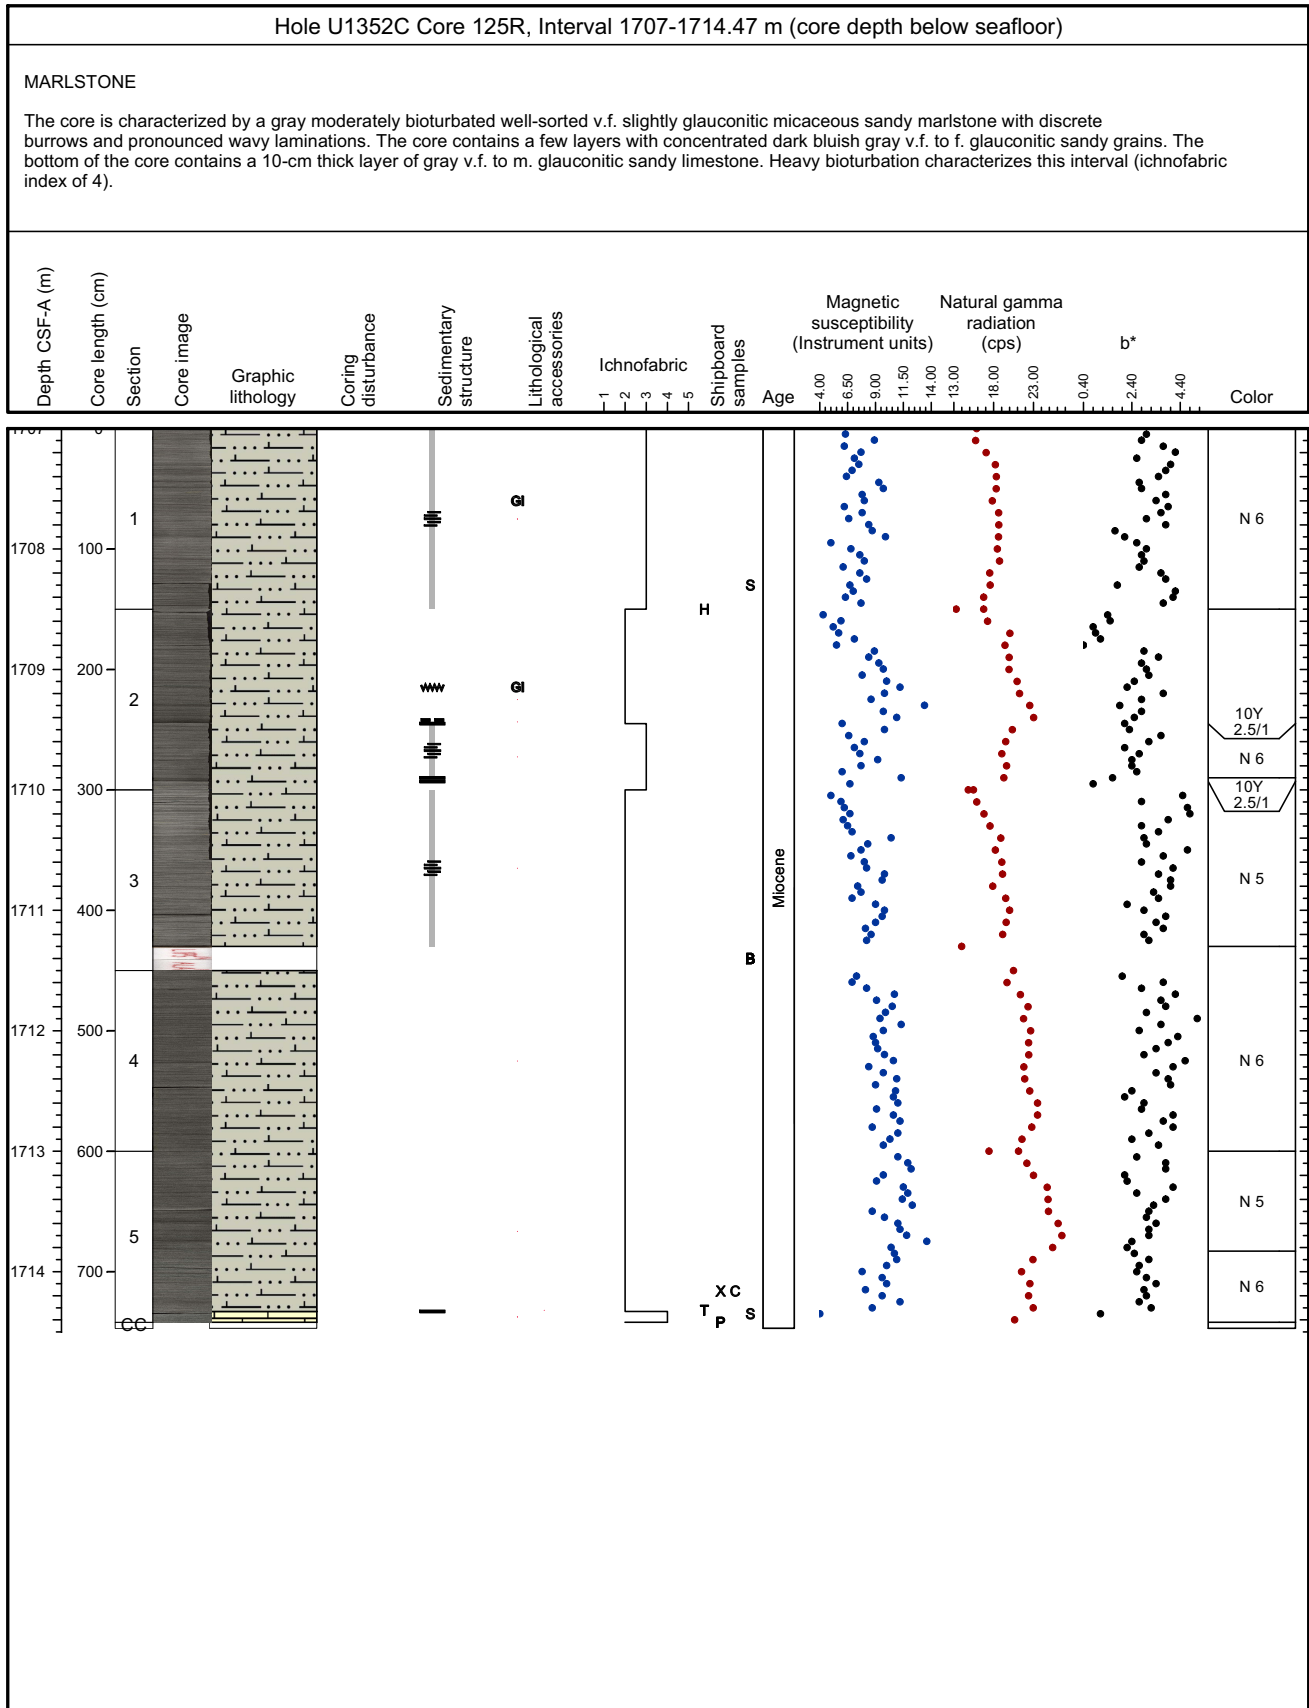 Hole U1352C Core 125R, Interval 1707-1714.47 m (core depth below seafloor)
MARLSTONE
The core is characterized by a gray moderately bioturbated well-sorted v.f. slightly glauconitic micaceous sandy marlstone with discrete
burrows and pronounced wavy laminations. The core contains a few layers with concentrated dark bluish gray v.f. to f. glauconitic sandy grains. The
bottom of the core contains a 10-cm thick layer of gray v.f. to m. glauconitic sandy limestone. Heavy bioturbation characterizes this interval (ichnofabric
index of 4).
Depth CSF-A (m)
Core length (cm)
Section
Core image
Graphic
lithology
Coring
disturbance
Sedimentary
structure
Lithological
accessories
Ichnofabric
1 2 3 4 5
Shipboard
samples
Age
Magnetic
susceptibility
(Instrument units)
4.00 6.50 9.00 11.50 14.00
Natural gamma
radiation
(cps)
13.00 18.00 23.00
b*
0.40 2.40 4.40
Color
1707 0
Gl
1 N 6
1708 100
S
H
1709 200
Gl
2
10Y
2.5/1
N 6
1710 300
10Y
2.5/1
Miocene
3 N 5
1711 400
B
1712 500
4 N 6
1713 600
N 5
5
1714 700
N 6
X C
T S
P
CC